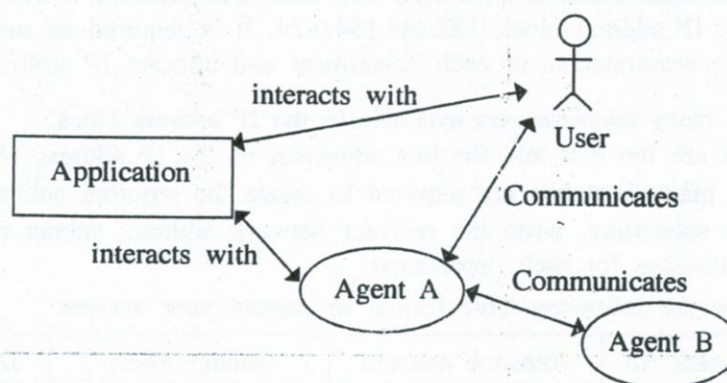 interacts with
User
Application
Communicates
interacts with
Agent A
Communicates
Agent B